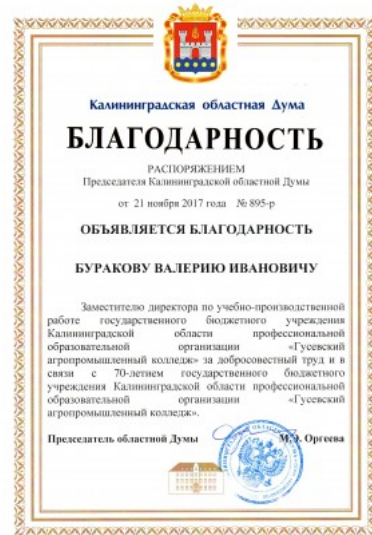 Калининградская областная Дума
БЛАГОДАРНОСТЬ
РАСПОРЯЖЕНИЕМ
Председателя Калининградской областной Думы
от 21 ноября 2017 года № 895-р
ОБЪЯВЛЯЕТСЯ БЛАГОДАРНОСТЬ
БУРАКОВУ ВАЛЕРИЮ ИВАНОВИЧУ
Заместителю директора по учебно-производственной
работе государственного бюджетного учреждения
Калининградской области профессиональной
образовательной организации «Гусевский
агропромышленный колледж» за добросовестный труд и в
связи с 70-летием государственного бюджетного
учреждения Калининградской области профессиональной
образовательной организации «Гусевский
агропромышленный колледж».
Председатель областной Думы М.Э. Оргеева